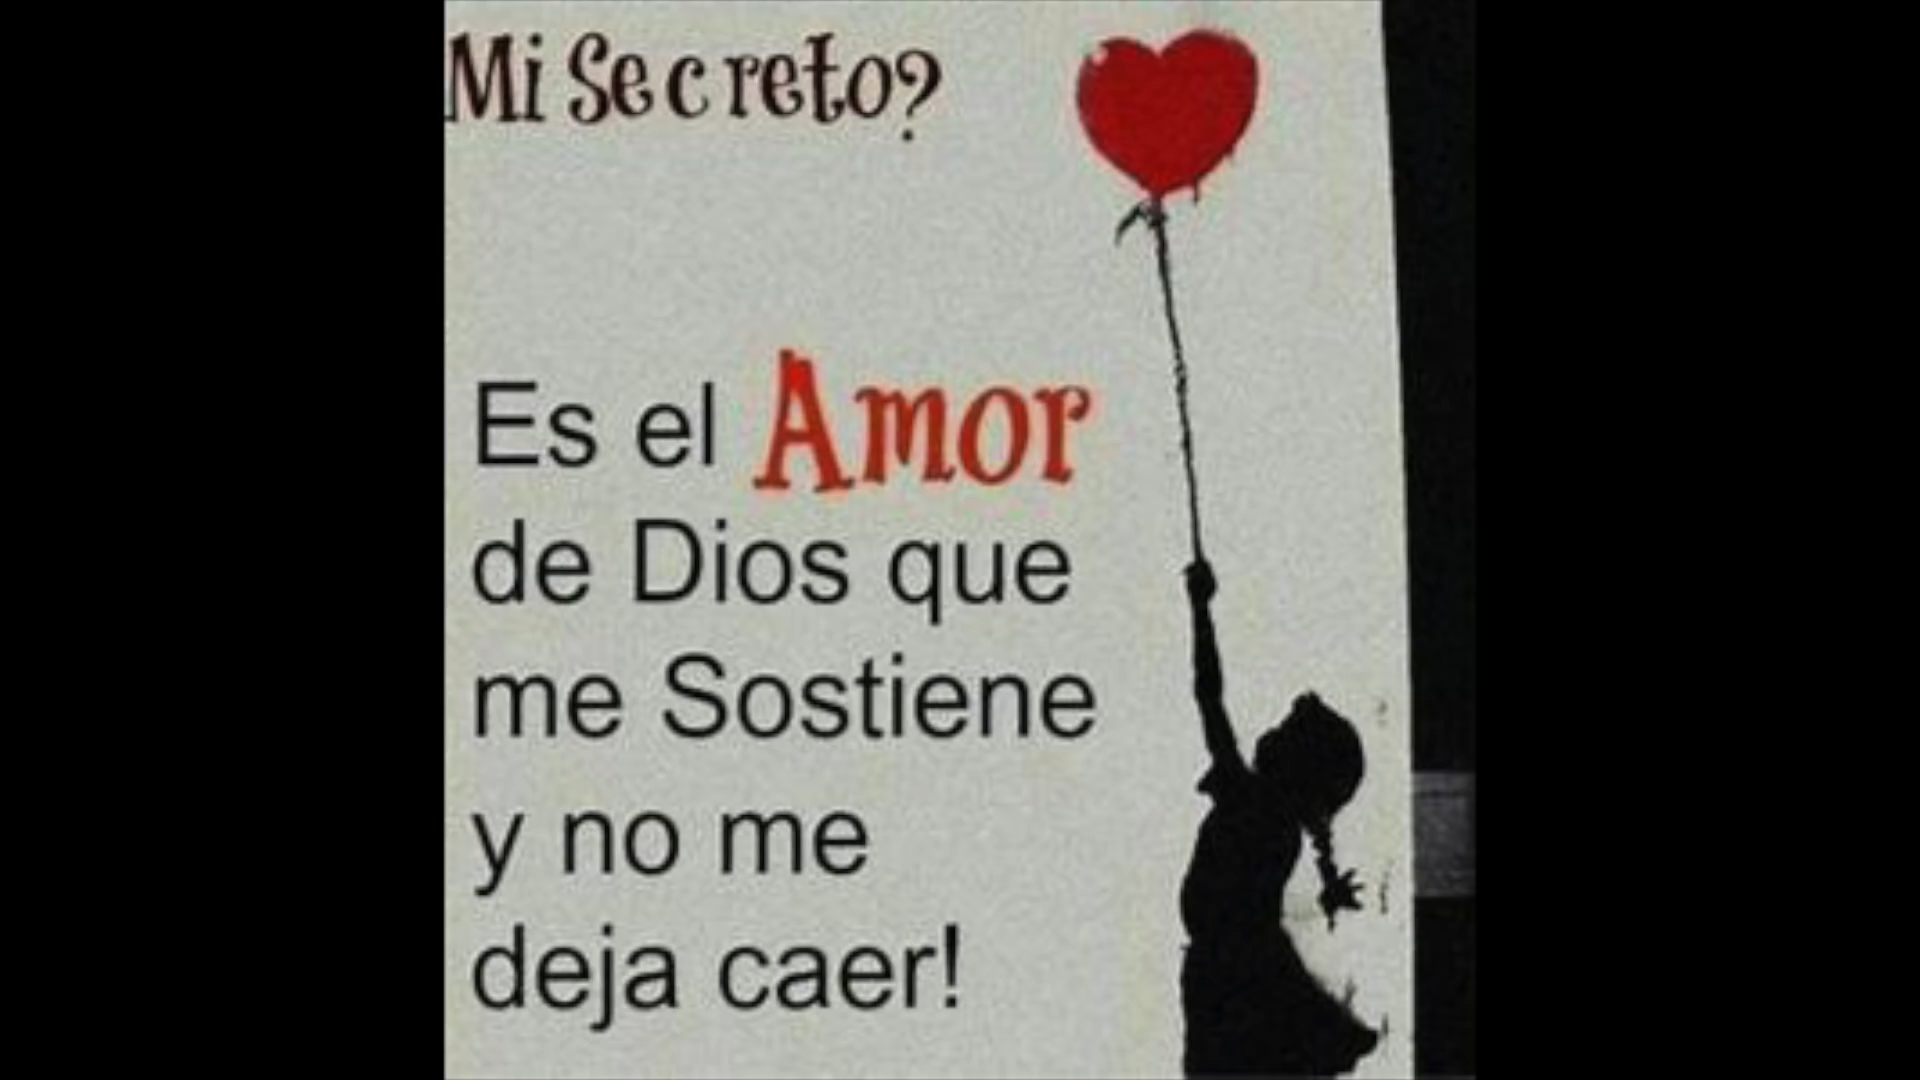 Mi Secreto?
Es el Amor
de Dios que
me Sostiene
y no me
deja caer!